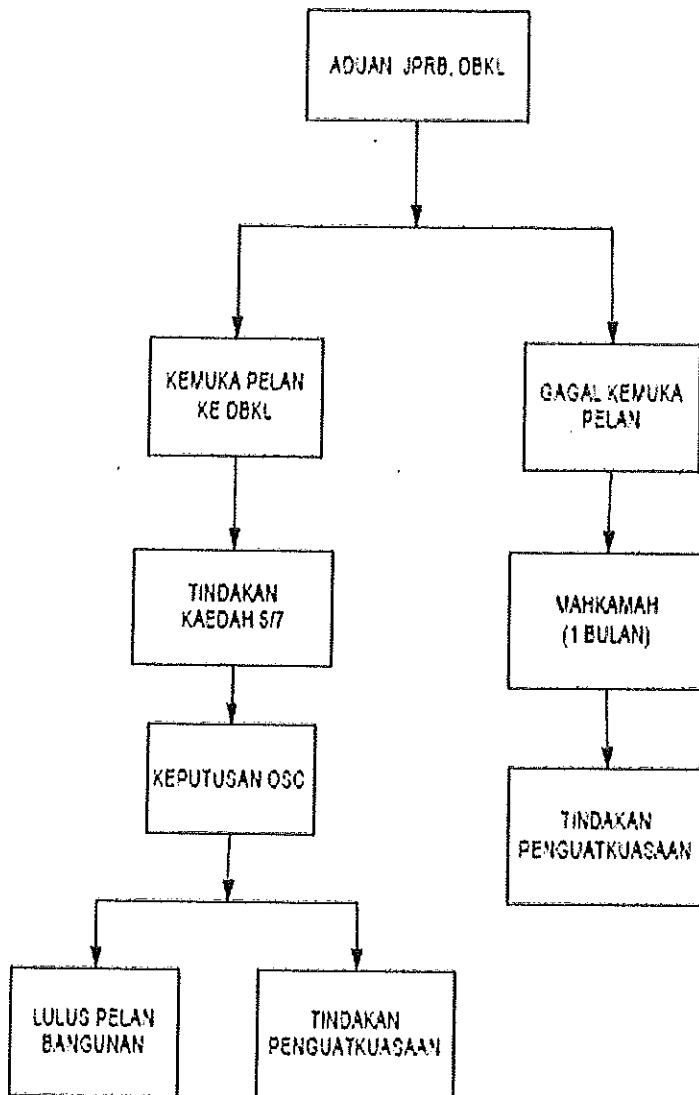 ADUAN JPRB, DBKL
KEMUKA PELAN
KE DBKL
GAGAL KEMUKA
PELAN
TINDAKAN
KAEDAH 5/7
MAHKAMAH
(1 BULAN)
KEPUTUSAN OSC
TINDAKAN
PENGUATKUASAAN
LULUS PELAN
BANGUNAN
TINDAKAN
PENGUATKUASAAN